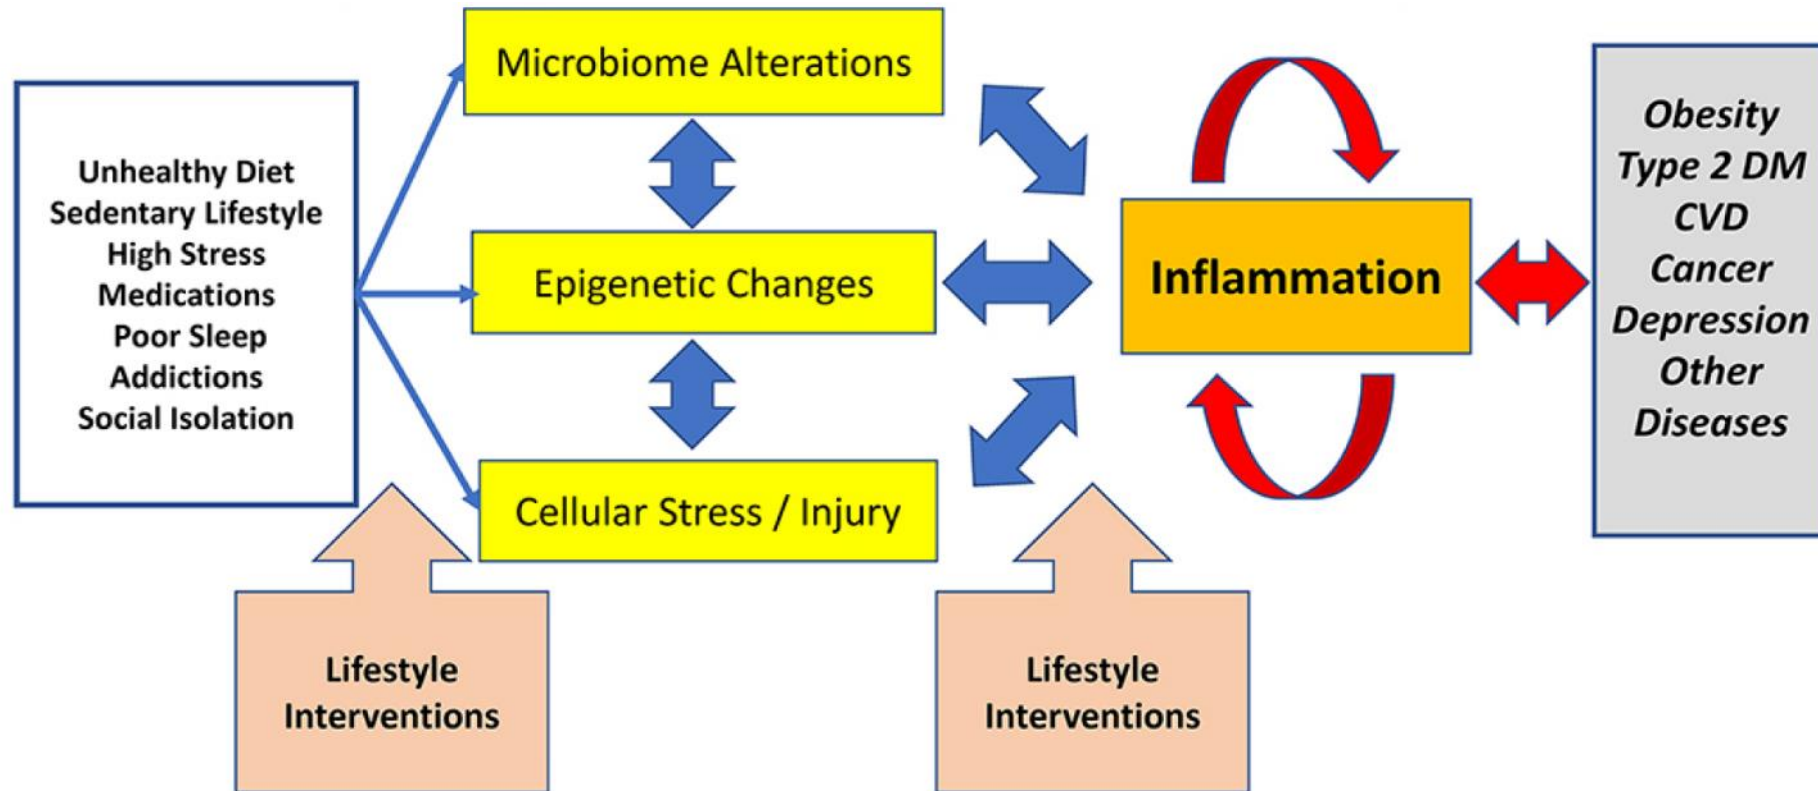 Unhealthy Diet
Sedentary Lifestyle
High Stress
Medications
Poor Sleep
Addictions
Social Isolation
Microbiome Alterations
Epigenetic Changes
Cellular Stress / Injury
Inflammation
Obesity
Type 2 DM
CVD
Cancer
Depression
Other
Diseases
Lifestyle
Interventions
Lifestyle
Interventions